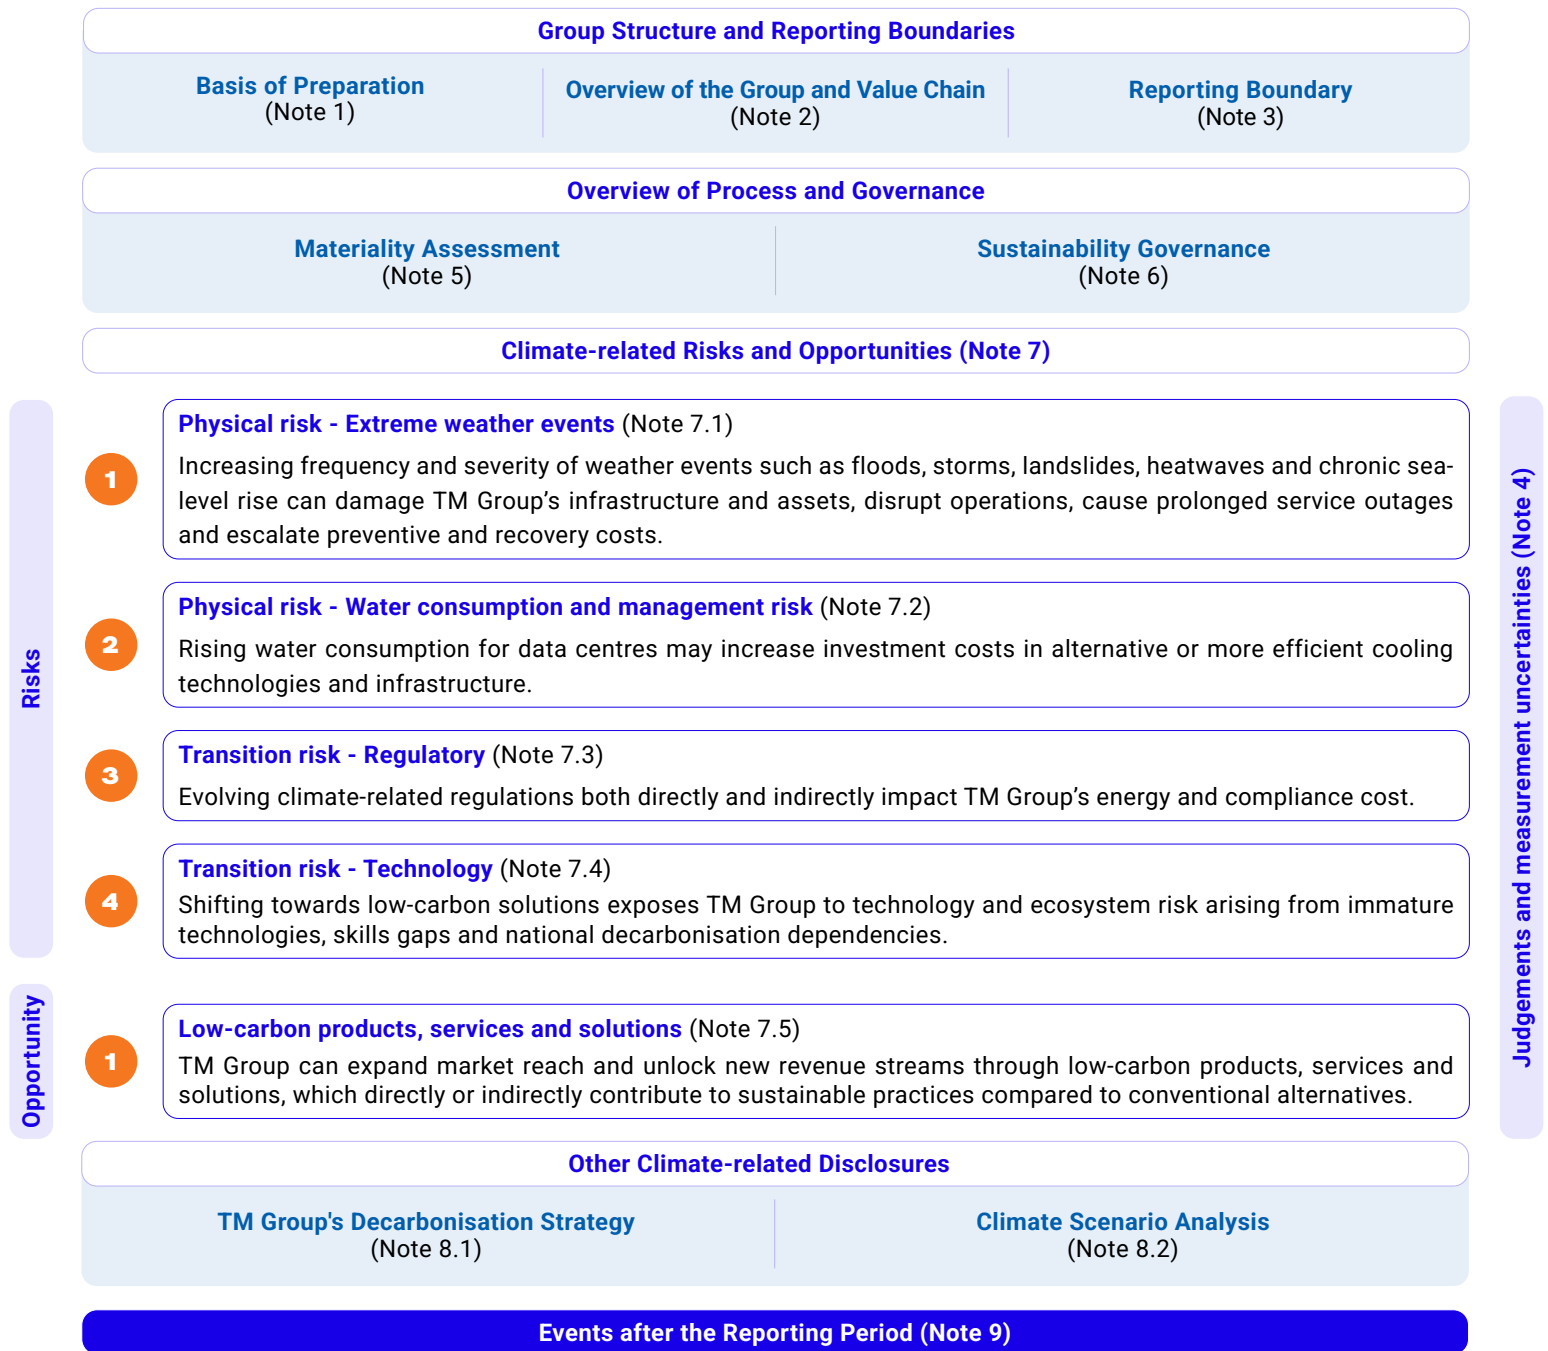 Group Structure and Reporting Boundaries
Basis of Preparation
(Note 1)
Overview of the Group and Value Chain
(Note 2)
Reporting Boundary
(Note 3)
Overview of Process and Governance
Materiality Assessment
(Note 5)
Sustainability Governance
(Note 6)
Climate-related Risks and Opportunities (Note 7)
Risks
1
Physical risk - Extreme weather events (Note 7.1)
Increasing frequency and severity of weather events such as floods, storms, landslides, heatwaves and chronic sea-
level rise can damage TM Group’s infrastructure and assets, disrupt operations, cause prolonged service outages
and escalate preventive and recovery costs.
2
Physical risk - Water consumption and management risk (Note 7.2)
Rising water consumption for data centres may increase investment costs in alternative or more efficient cooling
technologies and infrastructure.
3
Transition risk - Regulatory (Note 7.3)
Evolving climate-related regulations both directly and indirectly impact TM Group’s energy and compliance cost.
4
Transition risk - Technology (Note 7.4)
Shifting towards low-carbon solutions exposes TM Group to technology and ecosystem risk arising from immature
technologies, skills gaps and national decarbonisation dependencies.
Opportunity
1
Low-carbon products, services and solutions (Note 7.5)
TM Group can expand market reach and unlock new revenue streams through low-carbon products, services and
solutions, which directly or indirectly contribute to sustainable practices compared to conventional alternatives.
Judgements and measurement uncertainties (Note 4)
Other Climate-related Disclosures
TM Group's Decarbonisation Strategy
(Note 8.1)
Climate Scenario Analysis
(Note 8.2)
Events after the Reporting Period (Note 9)